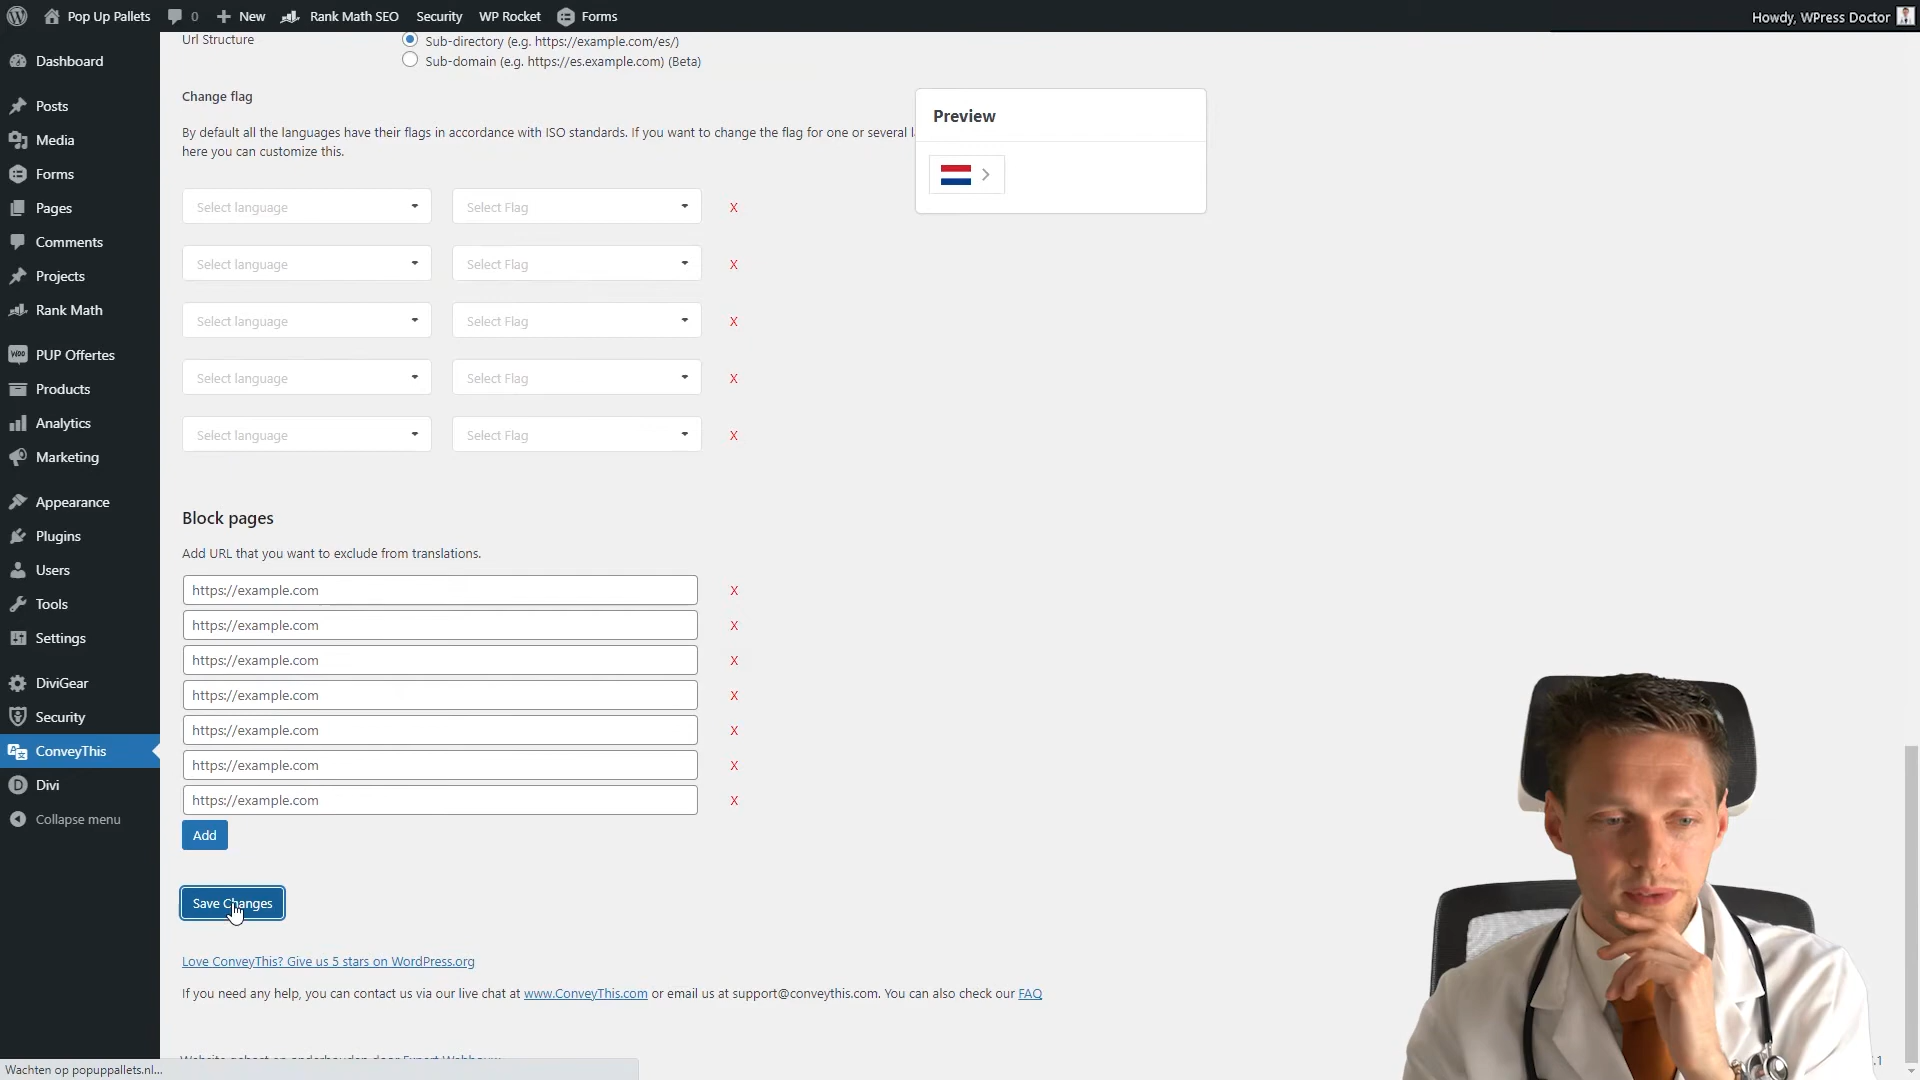 Pop Up Pallets 0 New Rank Math SEO Security WP Rocket Forms Howdy, WPress Doctor
Dashboard
Posts
Media
Forms
Pages
Comments
Projects
Rank Math
PUP Offertes
Products
Analytics
Marketing
Appearance
Plugins
Users
Tools
Settings
DiviGear
Security
ConveyThis
Divi
Collapse menu
Url Structure
Sub-directory (e.g. https://example.com/es/)
Sub-domain (e.g. https://es.example.com) (Beta)
Change flag
By default all the languages have their flags in accordance with ISO standards. If you want to change the flag for one or several
here you can customize this.
Preview
Select language Select Flag X
Select language Select Flag X
Select language Select Flag X
Select language Select Flag X
Select language Select Flag X
Block pages
Add URL that you want to exclude from translations.
https://example.com X
https://example.com X
https://example.com X
https://example.com X
https://example.com X
https://example.com X
https://example.com X
Add
Save Changes
Love ConveyThis? Give us 5 stars on WordPress.org
If you need any help, you can contact us via our live chat at www.ConveyThis.com or email us at support@conveythis.com. You can also check our FAQ
Wachten op popuppallets.nl...